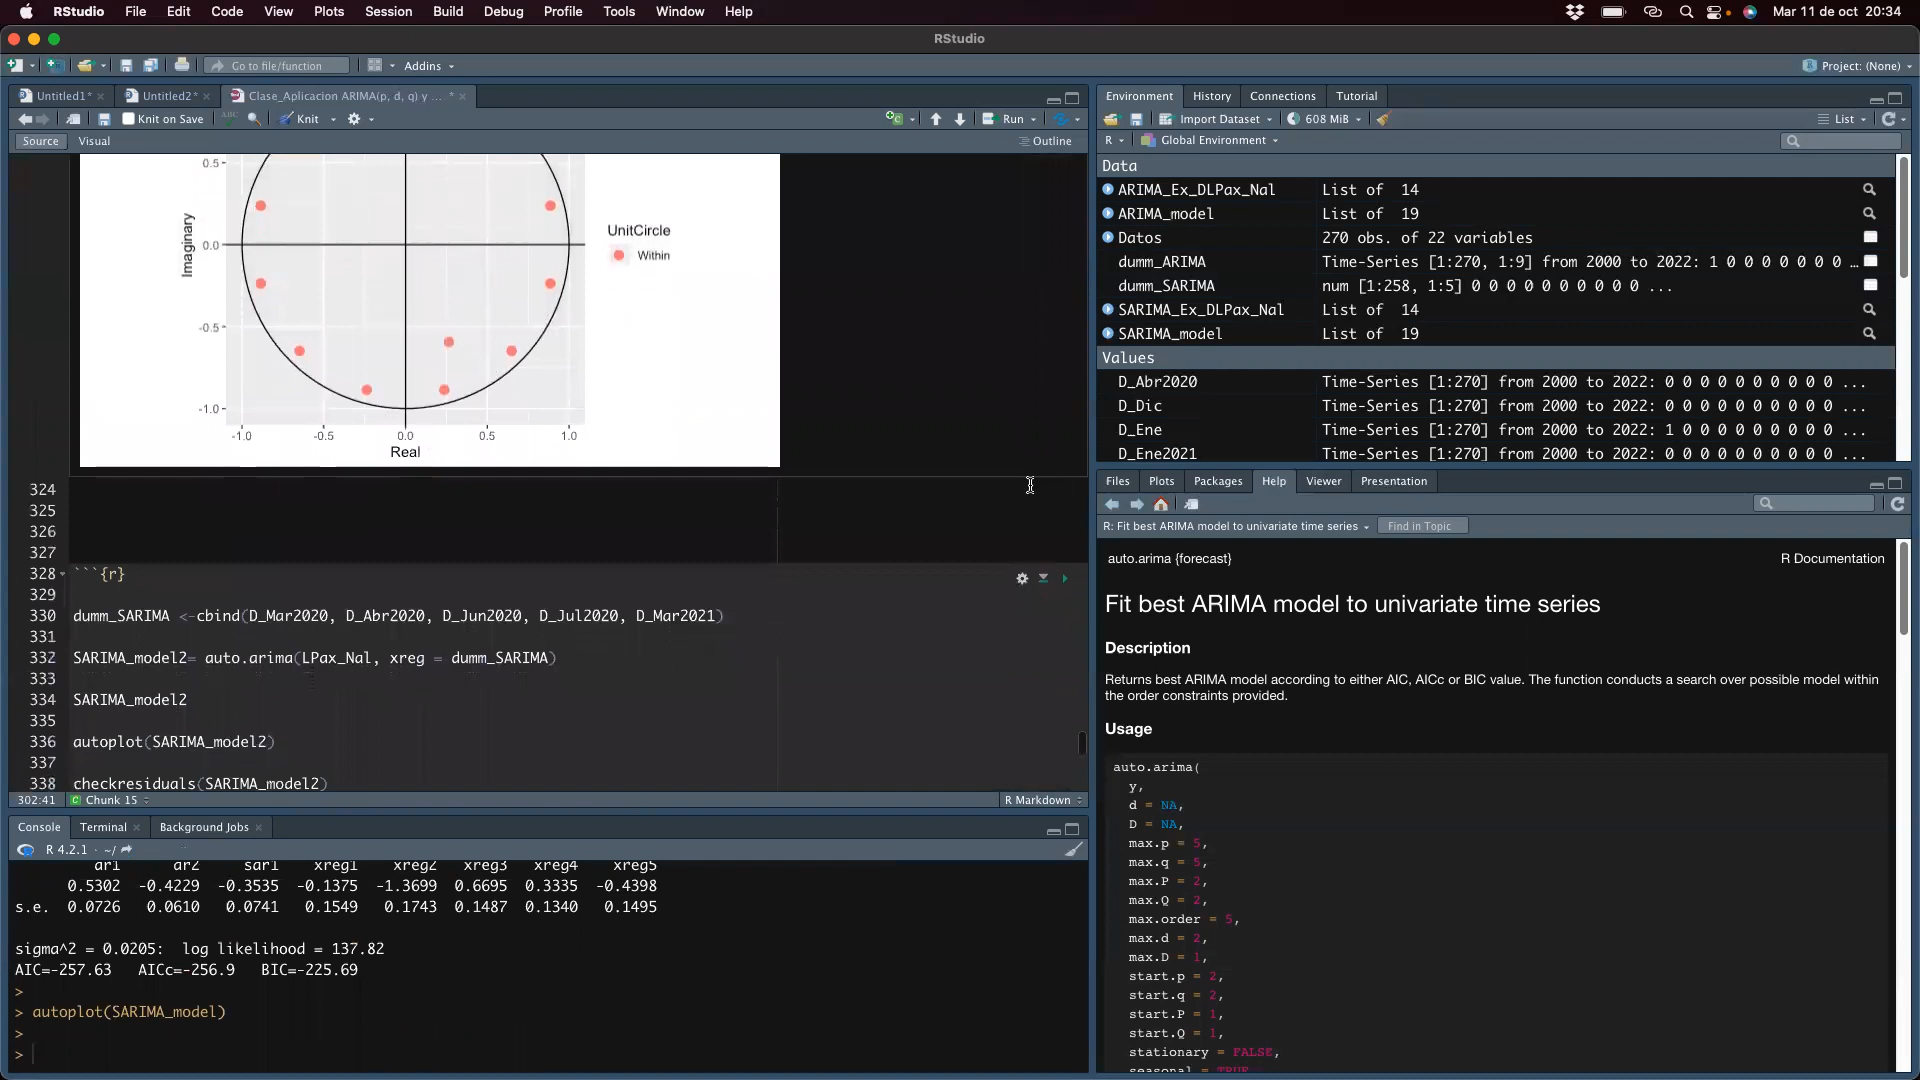 RStudio File Edit Code View Plots Session Build Debug Profile Tools Window Help Mar 11 de oct 20:34
RStudio
Go to file/function Addins Project: (None)
Untitled1* Untitled2* Clase_Aplicacion ARIMA(p, d, q) y ... *
Knit on Save ABC Knit Run
Source Visual Outline
0.5
0.0
-0.5
-1.0
Imaginary
-1.0 -0.5 0.0 0.5 1.0
Real
UnitCircle
Within
324
325
326
327
328 ```{r}
329
330 dumm_SARIMA <-cbind(D_Mar2020, D_Abr2020, D_Jun2020, D_Jul2020, D_Mar2021)
331
332 SARIMA_model2= auto.arima(LPax_Nal, xreg = dumm_SARIMA)
333
334 SARIMA_model2
335
336 autoplot(SARIMA_model2)
337
338 checkresiduals(SARIMA_model2)
302:41 Chunk 15 R Markdown
Console Terminal Background Jobs
R 4.2.1 · ~/
ar1 ar2 sar1 xreg1 xreg2 xreg3 xreg4 xreg5
0.5302 -0.4229 -0.3535 -0.1375 -1.3699 0.6695 0.3335 -0.4398
s.e. 0.0726 0.0610 0.0741 0.1549 0.1743 0.1487 0.1340 0.1495
sigma^2 = 0.0205: log likelihood = 137.82
AIC=-257.63 AICc=-256.9 BIC=-225.69
>
> autoplot(SARIMA_model)
>
>
Environment History Connections Tutorial
Import Dataset 608 MiB List
R Global Environment
Data
ARIMA_Ex_DLPax_Nal List of 14
ARIMA_model List of 19
Datos 270 obs. of 22 variables
dumm_ARIMA Time-Series [1:270, 1:9] from 2000 to 2022: 1 0 0 0 0 0 0 0 …
dumm_SARIMA num [1:258, 1:5] 0 0 0 0 0 0 0 0 0 0 ...
SARIMA_Ex_DLPax_Nal List of 14
SARIMA_model List of 19
Values
D_Abr2020 Time-Series [1:270] from 2000 to 2022: 0 0 0 0 0 0 0 0 0 0 ...
D_Dic Time-Series [1:270] from 2000 to 2022: 0 0 0 0 0 0 0 0 0 0 ...
D_Ene Time-Series [1:270] from 2000 to 2022: 1 0 0 0 0 0 0 0 0 0 ...
D_Ene2021 Time-Series [1:270] from 2000 to 2022: 0 0 0 0 0 0 0 0 0 0 ...
Files Plots Packages Help Viewer Presentation
R: Fit best ARIMA model to univariate time series Find in Topic
auto.arima {forecast} R Documentation
Fit best ARIMA model to univariate time series
Description
Returns best ARIMA model according to either AIC, AICc or BIC value. The function conducts a search over possible model within
the order constraints provided.
Usage
auto.arima(
y,
d = NA,
D = NA,
max.p = 5,
max.q = 5,
max.P = 2,
max.Q = 2,
max.order = 5,
max.d = 2,
max.D = 1,
start.p = 2,
start.q = 2,
start.P = 1,
start.Q = 1,
stationary = FALSE,
seasonal = TRUE